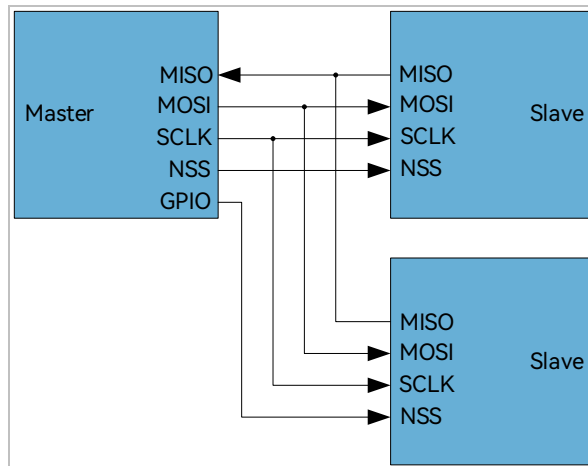 Master
MISO
MOSI
SCLK
NSS
GPIO
MISO
MOSI
SCLK
NSS
Slave
MISO
MOSI
SCLK
NSS
Slave